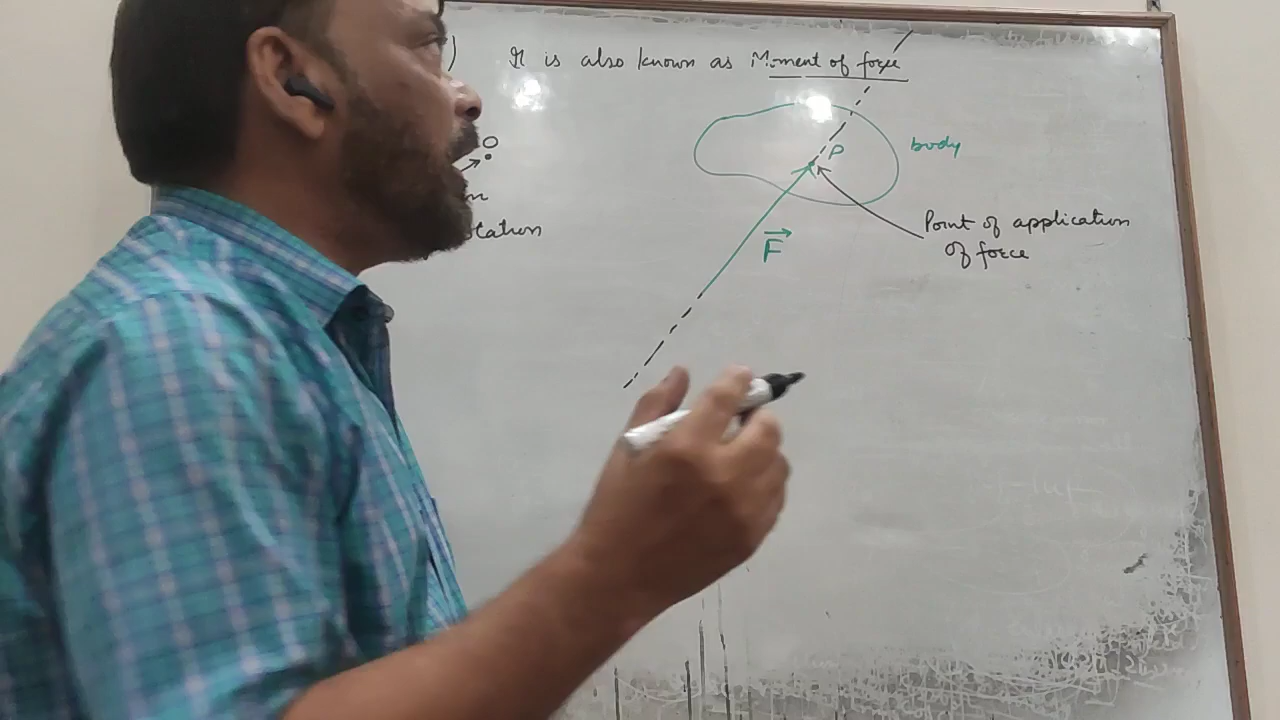 ) It is also known as Moment of force
O
P
body
Point of application
of force
F